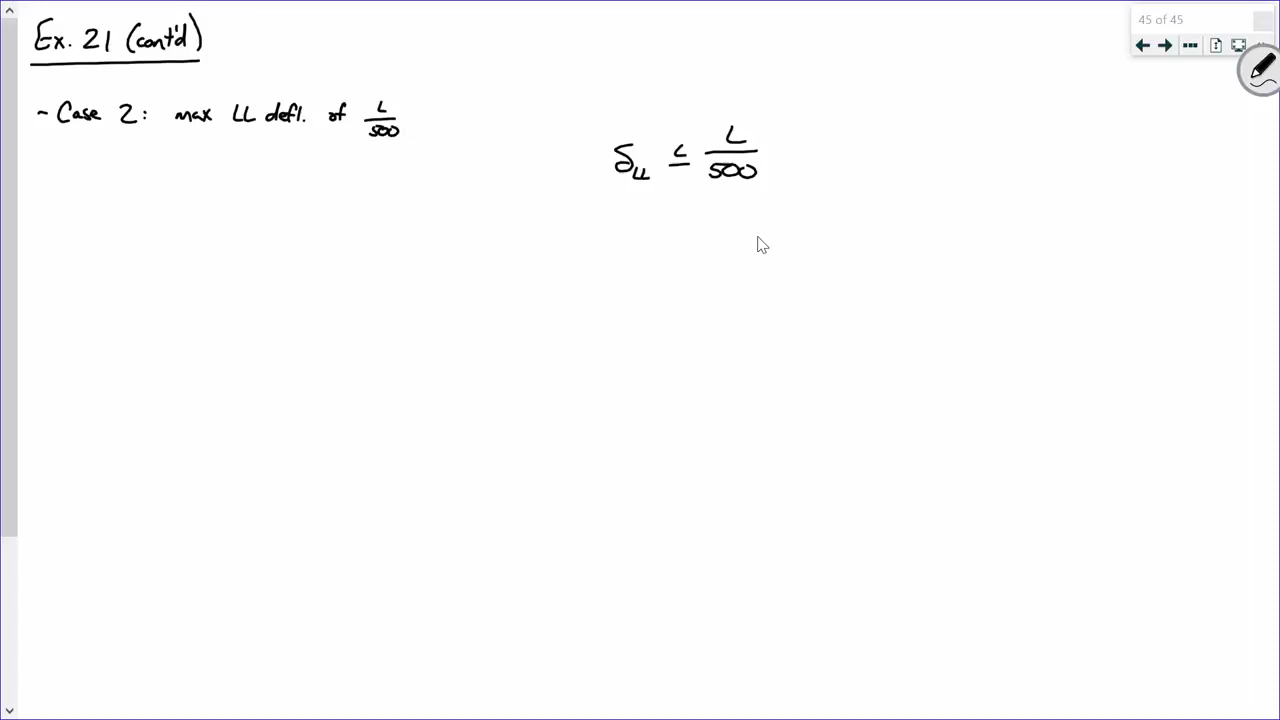 45 of 45
Ex. 21 (cont'd)
- Case 2: max LL defl. of L/500
δLL ≤ L/500